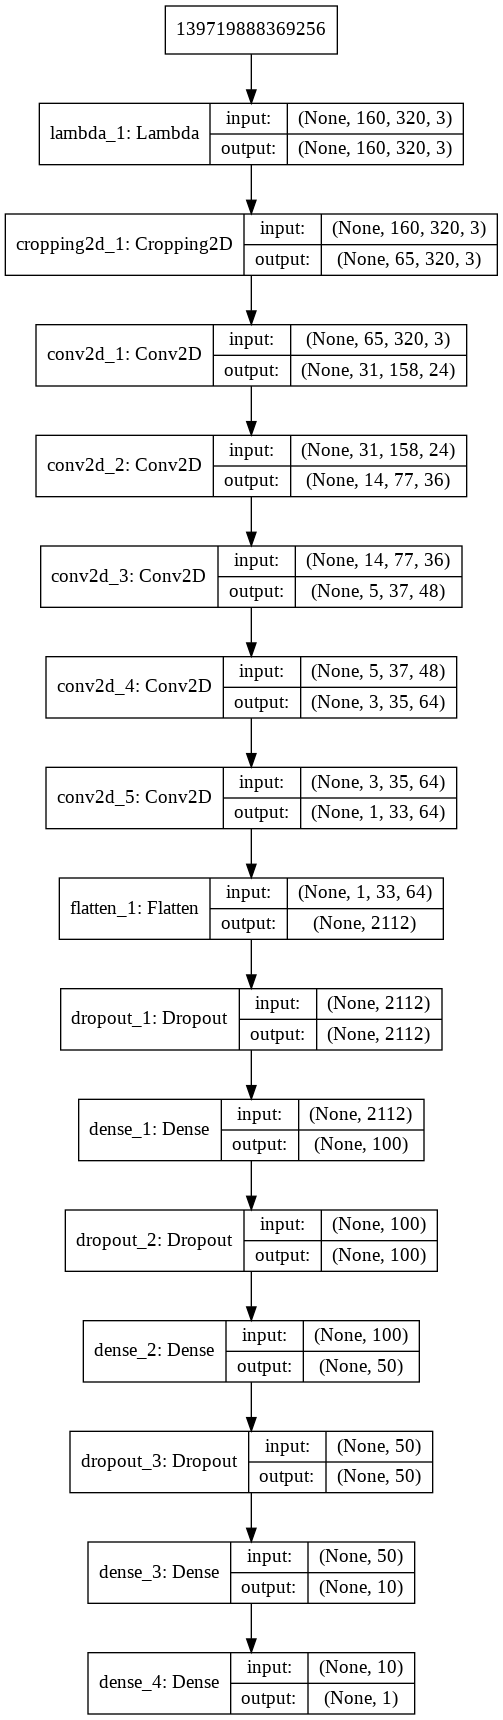 139719888369256
lambda_1: Lambda
input: (None, 160, 320, 3)
output: (None, 160, 320, 3)
cropping2d_1: Cropping2D
input: (None, 160, 320, 3)
output: (None, 65, 320, 3)
conv2d_1: Conv2D
input: (None, 65, 320, 3)
output: (None, 31, 158, 24)
conv2d_2: Conv2D
input: (None, 31, 158, 24)
output: (None, 14, 77, 36)
conv2d_3: Conv2D
input: (None, 14, 77, 36)
output: (None, 5, 37, 48)
conv2d_4: Conv2D
input: (None, 5, 37, 48)
output: (None, 3, 35, 64)
conv2d_5: Conv2D
input: (None, 3, 35, 64)
output: (None, 1, 33, 64)
flatten_1: Flatten
input: (None, 1, 33, 64)
output: (None, 2112)
dropout_1: Dropout
input: (None, 2112)
output: (None, 2112)
dense_1: Dense
input: (None, 2112)
output: (None, 100)
dropout_2: Dropout
input: (None, 100)
output: (None, 100)
dense_2: Dense
input: (None, 100)
output: (None, 50)
dropout_3: Dropout
input: (None, 50)
output: (None, 50)
dense_3: Dense
input: (None, 50)
output: (None, 10)
dense_4: Dense
input: (None, 10)
output: (None, 1)